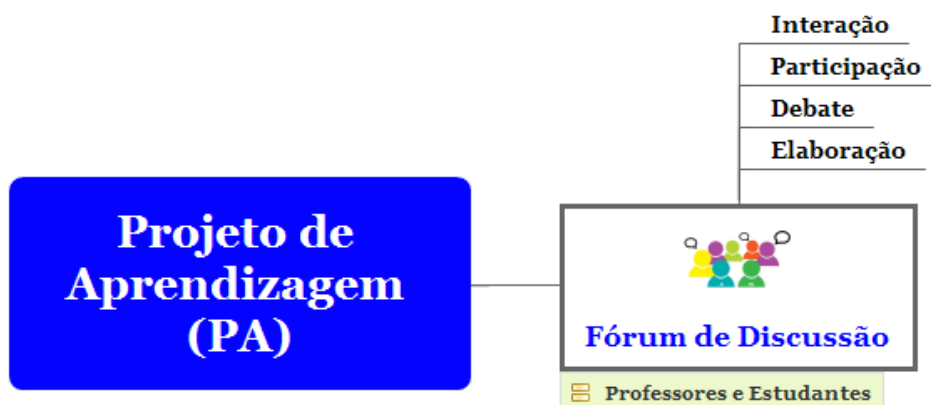 Interação
Participação
Debate
Elaboração
Projeto de
Aprendizagem
(PA)
Fórum de Discussão
Professores e Estudantes